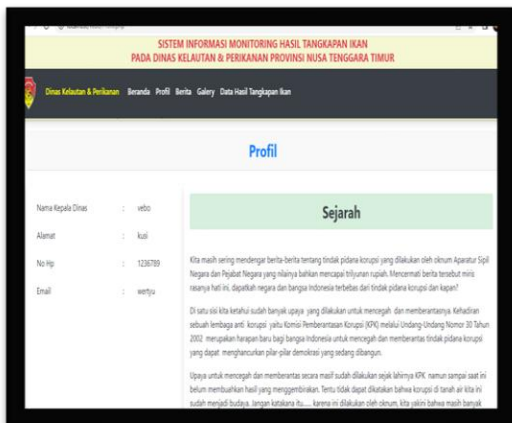 SISTEM INFORMASI MONITORING HASIL TANGKAPAN IKAN
PADA DINAS KELAUTAN & PERIKANAN PROVINSI NUSA TENGGARA TIMUR
Dinas Kelautan & Perikanan Beranda Profil Berita Galery Data Hasil Tangkapan Ikan
Profil
Nama Kepala Dinas : vebo
Alamat : kusi
No Hp : 1236789
Email : wertyu
Sejarah
Kita masih sering mendengar berita-berita tentang tindak pidana korupsi yang dilakukan oleh oknum Aparatur Sipil
Negara dan Pejabat Negara yang nilainya bahkan mencapai trilyunan rupiah. Mencermati berita tersebut miris
rasanya hati ini, dapatkah negara dan bangsa Indonesia terbebas dari tindak pidana korupsi dan kapan?
Di satu sisi kita ketahui sudah banyak upaya yang dilakukan untuk mencegah dan memberantasnya. Kehadiran
sebuah lembaga anti korupsi yaitu Komisi Pemberantasan Korupsi (KPK) melalui Undang-Undang Nomor 30 Tahun
2002 merupakan harapan baru bagi bangsa Indonesia untuk mencegah dan memberantas tindak pidana korupsi
yang dapat menghancurkan pilar-pilar demokrasi yang sedang dibangun.
Upaya untuk mencegah dan memberantas secara masif sudah dilakukan sejak lahirnya KPK namun sampai saat ini
belum membuahkan hasil yang menggembirakan. Tentu tidak dapat dikatakan bahwa korupsi di tanah air kita ini
sudah menjadi budaya. Jangan katakana itu..... karena ini dilakukan oleh oknum, kita yakini bahwa masih banyak